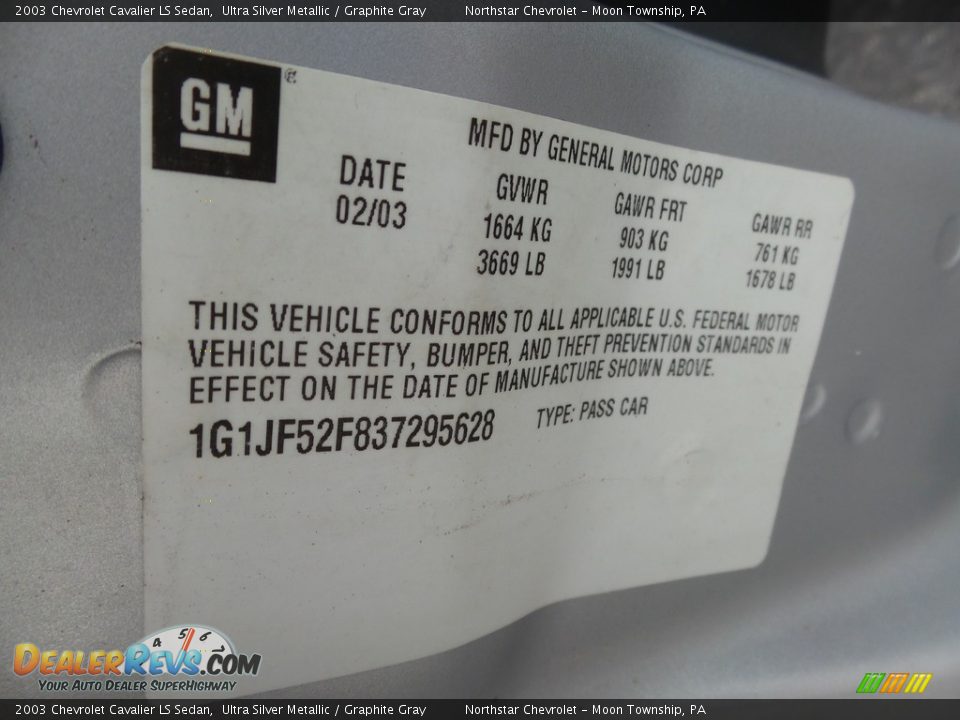 2003 Chevrolet Cavalier LS Sedan, Ultra Silver Metallic / Graphite Gray Northstar Chevrolet - Moon Township, PA
GM®
MFD BY GENERAL MOTORS CORP
DATE GVWR GAWR FRT GAWR RR
02/03 1664 KG 903 KG 761 KG
3669 LB 1991 LB 1678 LB
THIS VEHICLE CONFORMS TO ALL APPLICABLE U.S. FEDERAL MOTOR
VEHICLE SAFETY, BUMPER, AND THEFT PREVENTION STANDARDS IN
EFFECT ON THE DATE OF MANUFACTURE SHOWN ABOVE.
1G1JF52F837295628 TYPE: PASS CAR
4 5 6 7
DEALERREVS.COM
YOUR AUTO DEALER SUPERHIGHWAY
2003 Chevrolet Cavalier LS Sedan, Ultra Silver Metallic / Graphite Gray Northstar Chevrolet - Moon Township, PA